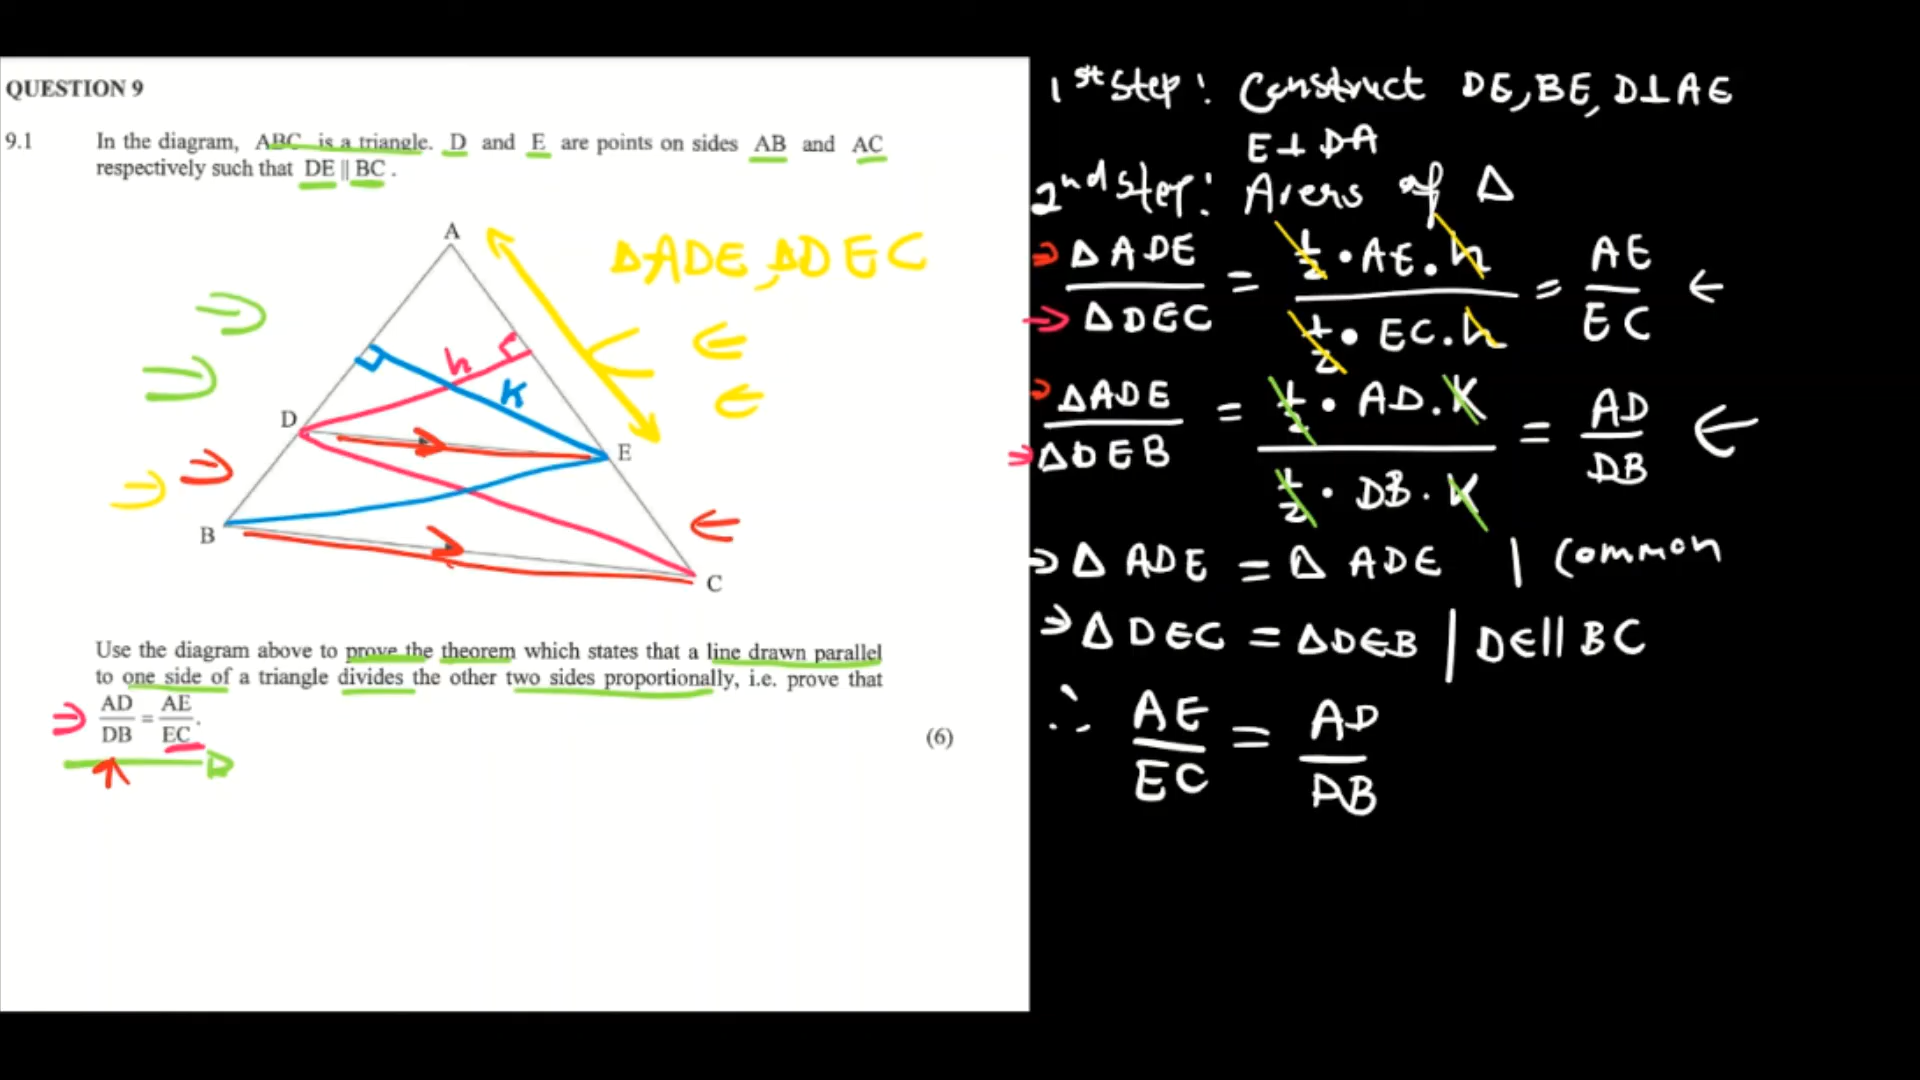 QUESTION 9
9.1 In the diagram, ABC is a triangle. D and E are points on sides AB and AC
respectively such that DE || BC.
A
ΔADE, ΔDEC
h
K
D
E
B
C
Use the diagram above to prove the theorem which states that a line drawn parallel
to one side of a triangle divides the other two sides proportionally, i.e. prove that
AD/DB = AE/EC.
(6)
1st Step: Construct DE, BE, D⊥AE
E⊥DA
2nd Step: Arers of Δ
ΔADE/ΔDEC = ½·AE.h/½·EC.h = AE/EC ←
ΔADE/ΔDEB = ½·AD.K/½·DB.K = AD/DB ←
→ΔADE = ΔADE | Common
→ΔDEC = ΔDEB | DE||BC
∴ AE/EC = AD/DB